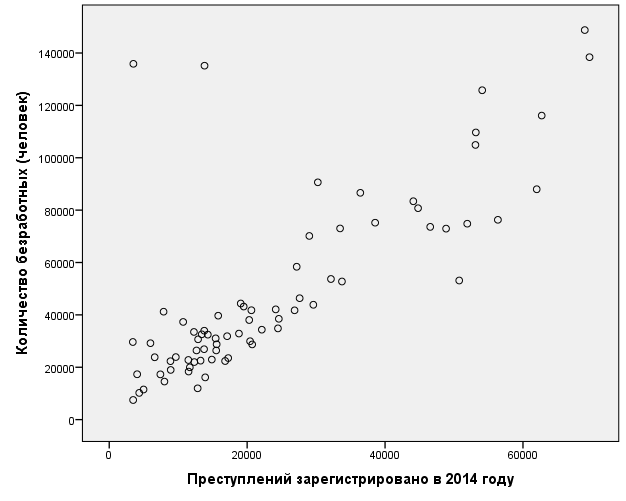 Количество безработных (человек)
140000
120000
100000
80000
60000
40000
20000
0
0 20000 40000 60000
Преступлений зарегистрировано в 2014 году